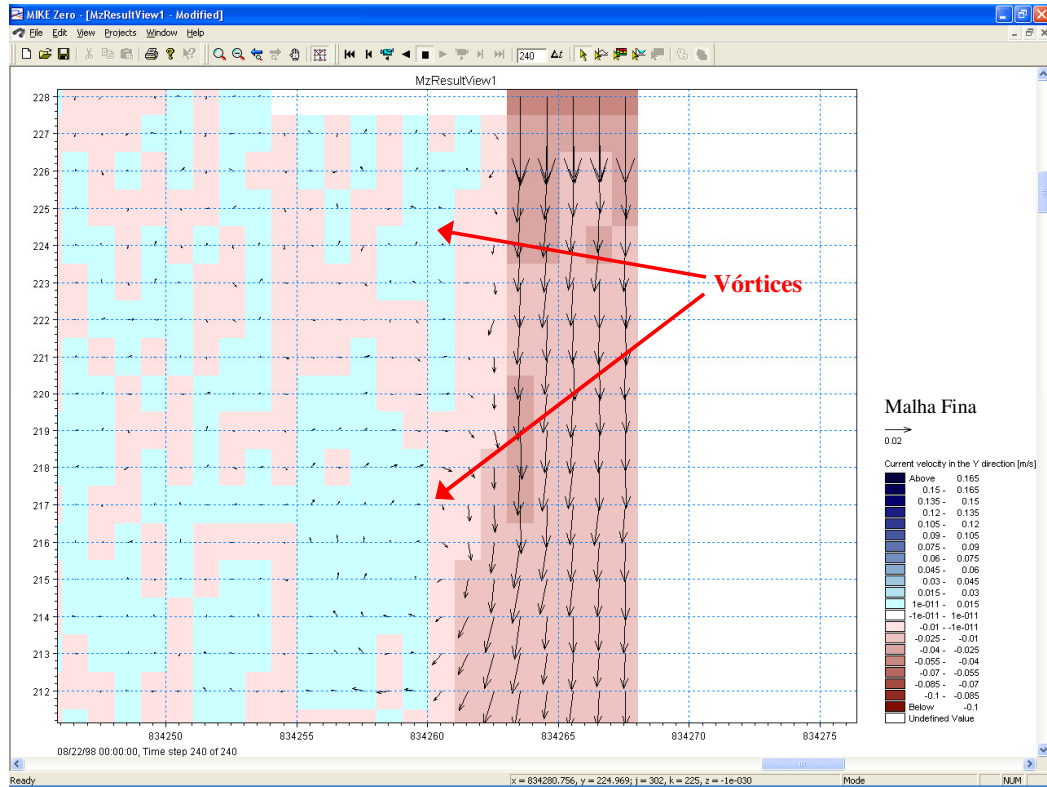 MIKE Zero - [MzResultView1 - Modified]
File Edit View Projects Window Help
240 Δt
MzResultView1
228
227
226
225
224
223
222
221
220
219
218
217
216
215
214
213
212
834250 834255 834260 834265 834270 834275
08/22/98 00:00:00, Time step 240 of 240
Vórtices
Malha Fina
0.02
Current velocity in the Y direction [m/s]
Above 0.165
0.15 - 0.165
0.135 - 0.15
0.12 - 0.135
0.105 - 0.12
0.09 - 0.105
0.075 - 0.09
0.06 - 0.075
0.045 - 0.06
0.03 - 0.045
0.015 - 0.03
1e-011 - 0.015
-1e-011 - 1e-011
-0.01 - -1e-011
-0.025 - -0.01
-0.04 - -0.025
-0.055 - -0.04
-0.07 - -0.055
-0.085 - -0.07
-0.1 - -0.085
Below -0.1
Undefined Value
Ready x = 834280.756, y = 224.969; j = 302, k = 225, z = -1e-030 Mode NUM